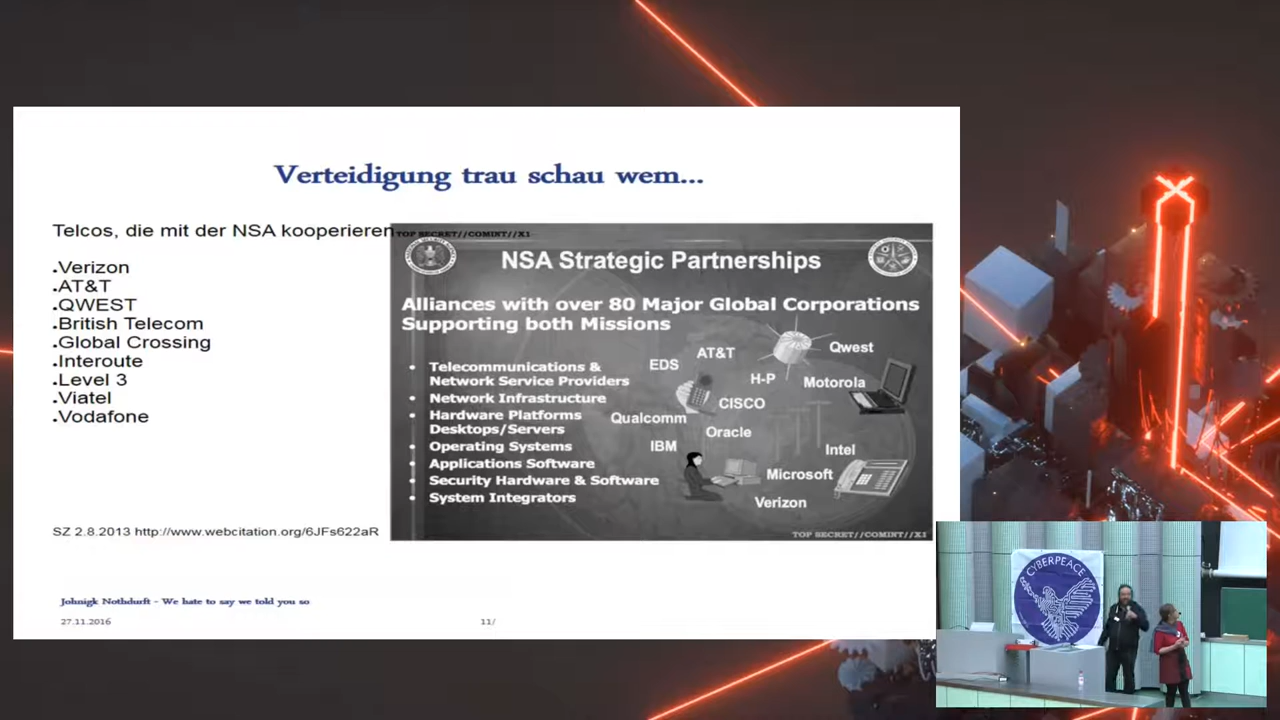 Verteidigung trau schau wem...
Telcos, die mit der NSA kooperieren
.Verizon
.AT&T
.QWEST
.British Telecom
.Global Crossing
.Interoute
.Level 3
.Viatel
.Vodafone
SZ 2.8.2013 http://www.webcitation.org/6JFs622aR
TOP SECRET//COMINT//X1
NSA Strategic Partnerships
Alliances with over 80 Major Global Corporations
Supporting both Missions
• Telecommunications &
Network Service Providers
• Network Infrastructure
• Hardware Platforms
Desktops/Servers
• Operating Systems
• Applications Software
• Security Hardware & Software
• System Integrators
EDS
AT&T
Qwest
H-P
Motorola
CISCO
Qualcomm
Oracle
IBM
Intel
Microsoft
Verizon
TOP SECRET//COMINT//X1
Johnigk Nothdurft - We hate to say we told you so
27.11.2016
11/
CYBERPEACE